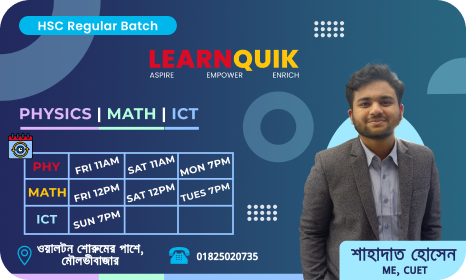 HSC Regular Batch
LEARNQUIK
ASPIRE EMPOWER ENRICH
PHYSICS | MATH | ICT
PHY FRI 11AM SAT 11AM MON 7PM
MATH FRI 12PM SAT 12PM TUES 7PM
ICT SUN 7PM
ওয়ালটন শোরুমের পাশে,
মৌলভীবাজার
01825020735
শাহাদাত হোসেন
ME, CUET